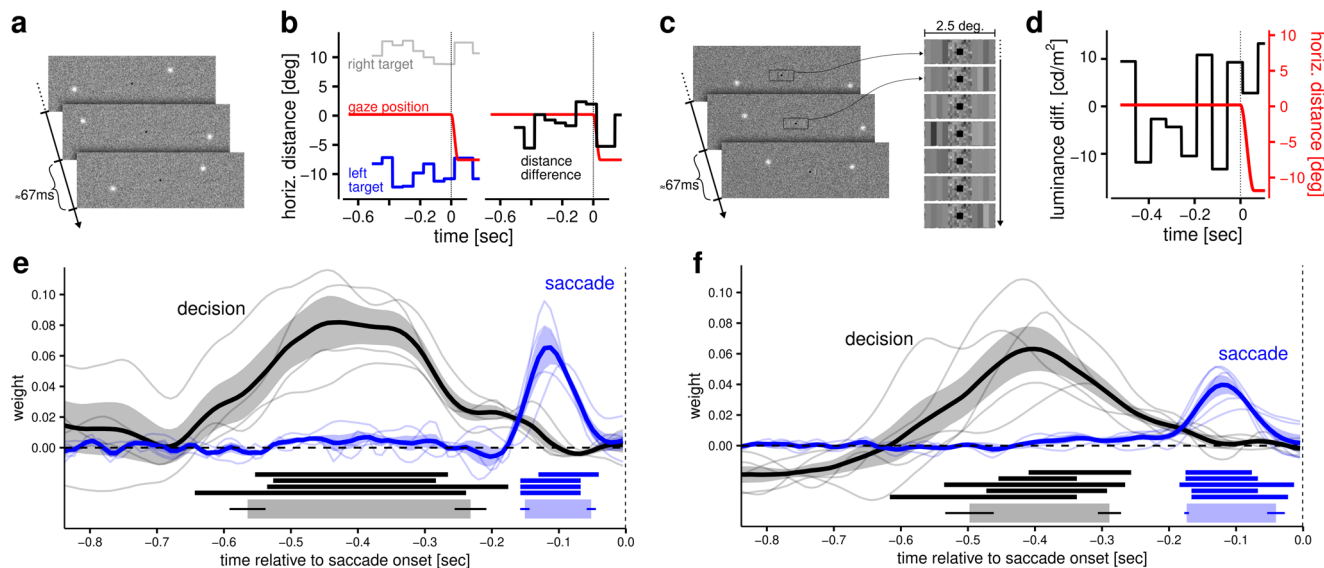 a
≈67ms
b
horiz. distance [deg]
10
5
0
−5
−10
right target
gaze position
left
target
distance
difference
−0.6
−0.2
0
−0.6
−0.2
0
time [sec]
c
≈67ms
2.5 deg.
d
luminance diff. [cd/m²]
10
0
−10
−0.4
−0.2
0
time [sec]
10
5
0
−5
−10
horiz. distance
[deg]
e
weight
0.10
0.08
0.06
0.04
0.02
0.00
decision
saccade
−0.8
−0.7
−0.6
−0.5
−0.4
−0.3
−0.2
−0.1
0.0
time relative to saccade onset [sec]
f
weight
0.10
0.08
0.06
0.04
0.02
0.00
decision
saccade
−0.8
−0.7
−0.6
−0.5
−0.4
−0.3
−0.2
−0.1
0.0
time relative to saccade onset [sec]